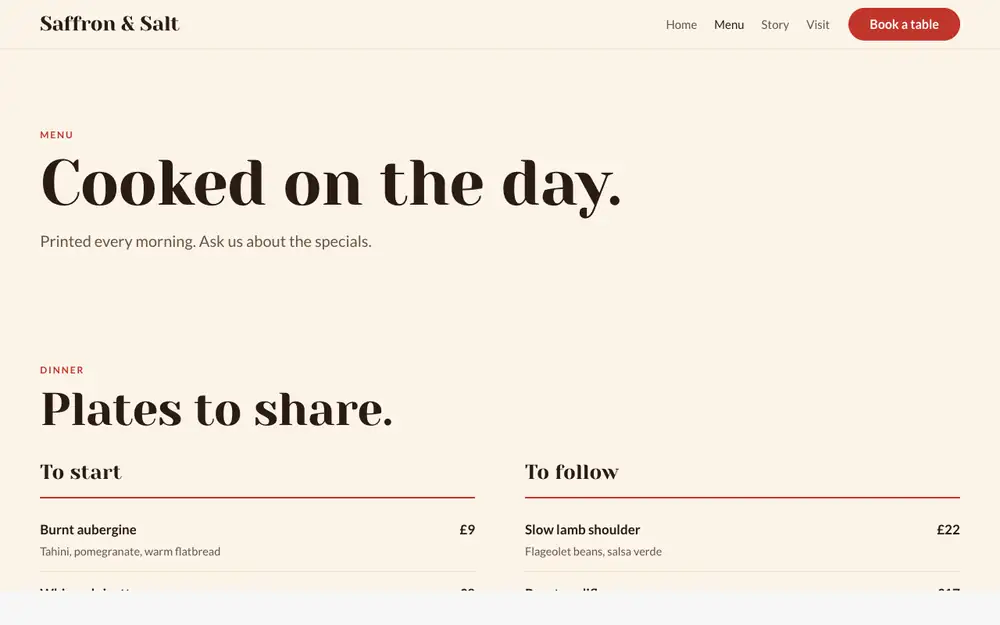 Saffron & Salt
Home Menu Story Visit Book a table
MENU
Cooked on the day.
Printed every morning. Ask us about the specials.
DINNER
Plates to share.
To start
Burnt aubergine £9
Tahini, pomegranate, warm flatbread
To follow
Slow lamb shoulder £22
Flageolet beans, salsa verde